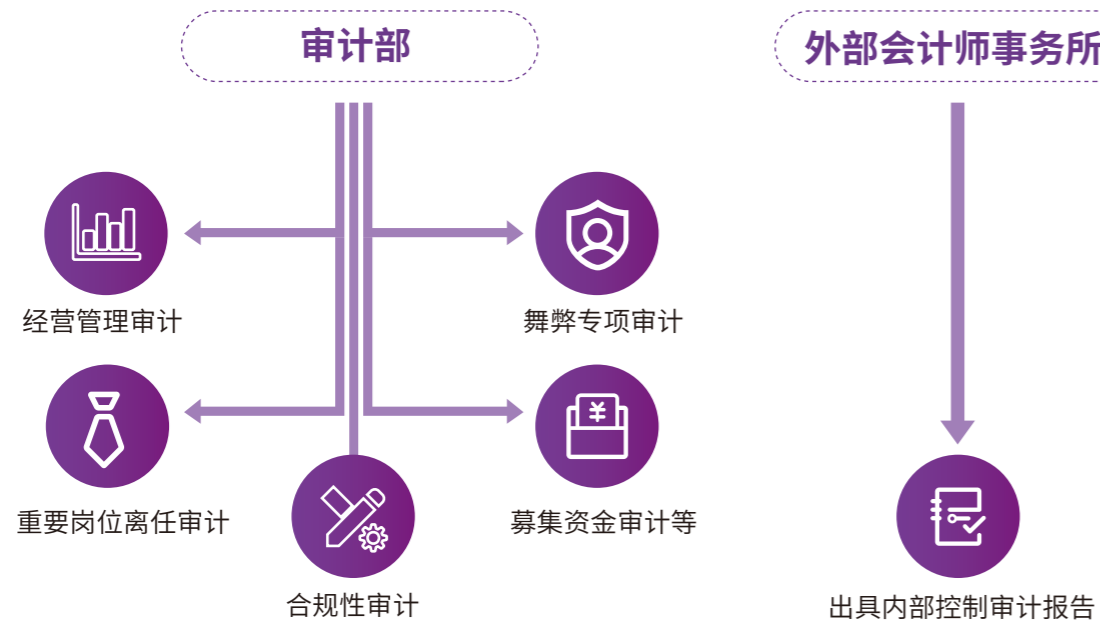 审计部
外部会计师事务所
经营管理审计
舞弊专项审计
重要岗位离任审计
募集资金审计等
合规性审计
出具内部控制审计报告